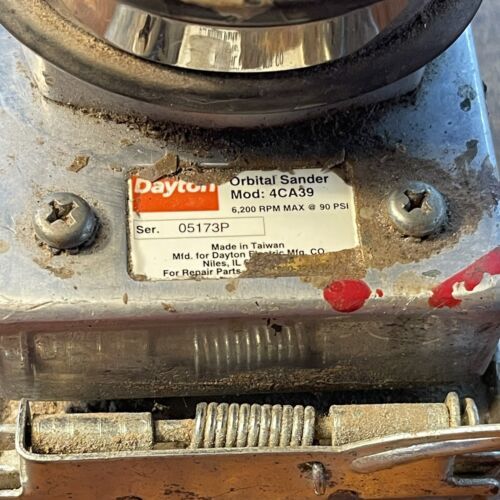 Dayton
Orbital Sander
Mod: 4CA39
6,200 RPM MAX @ 90 PSI
Ser. 05173P
Made in Taiwan
Mfd. for Dayton Electric Mfg. CO
Niles, IL
For Repair Parts